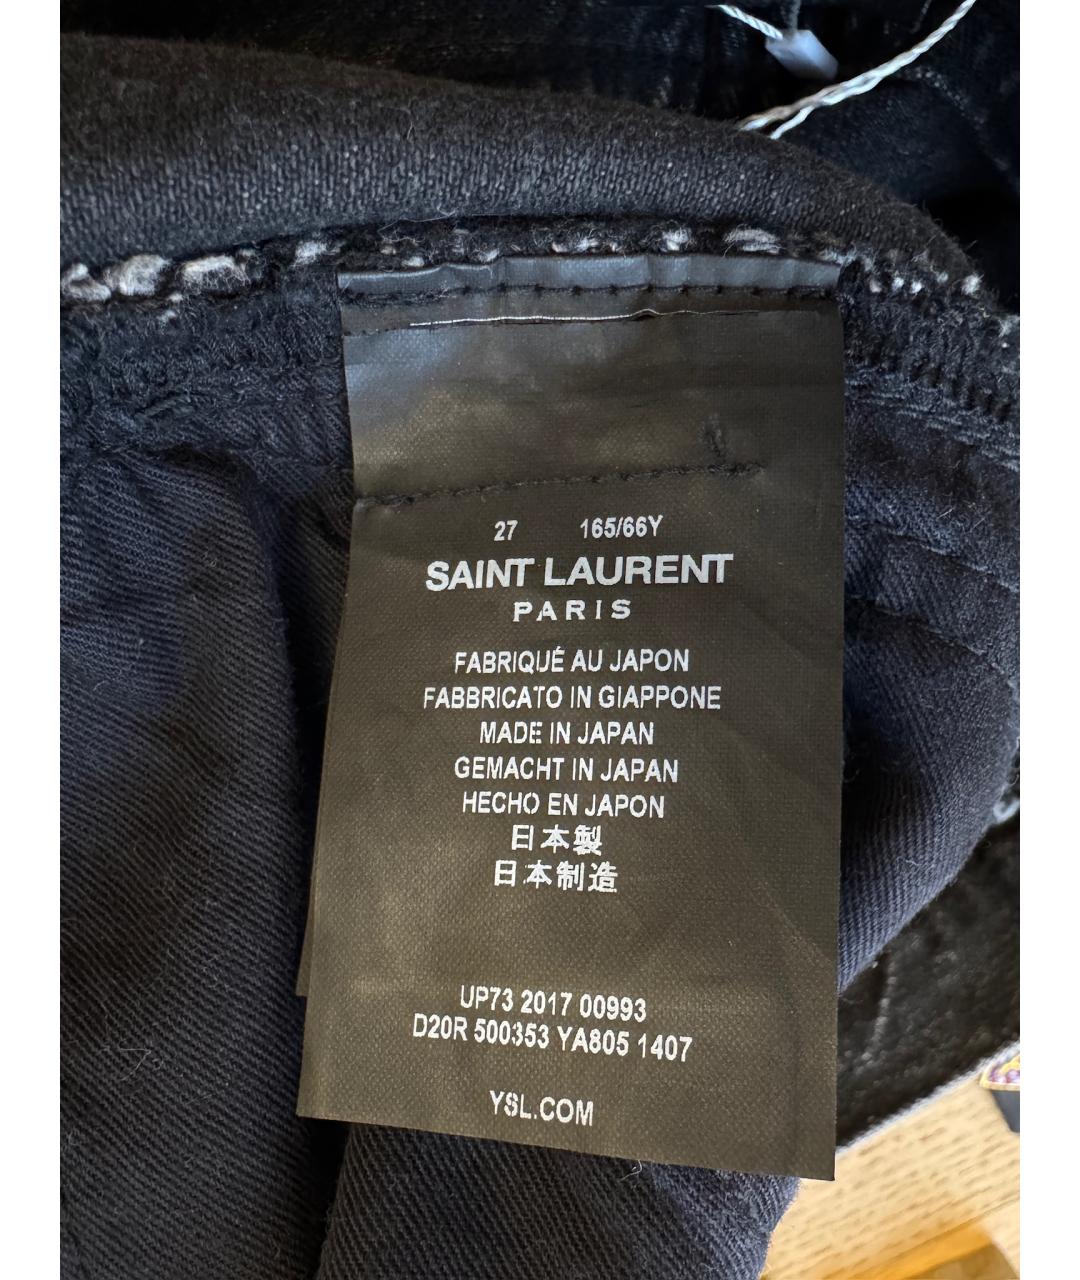 27 165/66Y
SAINT LAURENT
PARIS
FABRIQUÉ AU JAPON
FABBRICATO IN GIAPPONE
MADE IN JAPAN
GEMACHT IN JAPAN
HECHO EN JAPON
日本製
日本制造
UP73 2017 00993
D20R 500353 YA805 1407
YSL.COM